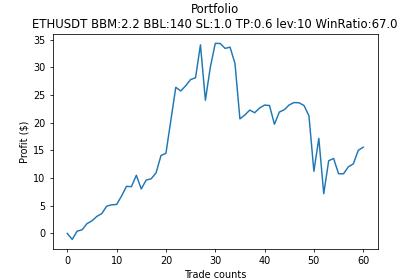 Portfolio
ETHUSDT BBM:2.2 BBL:140 SL:1.0 TP:0.6 lev:10 WinRatio:67.0
35
30
25
20
15
10
5
0
Profit ($)
0 10 20 30 40 50 60
Trade counts